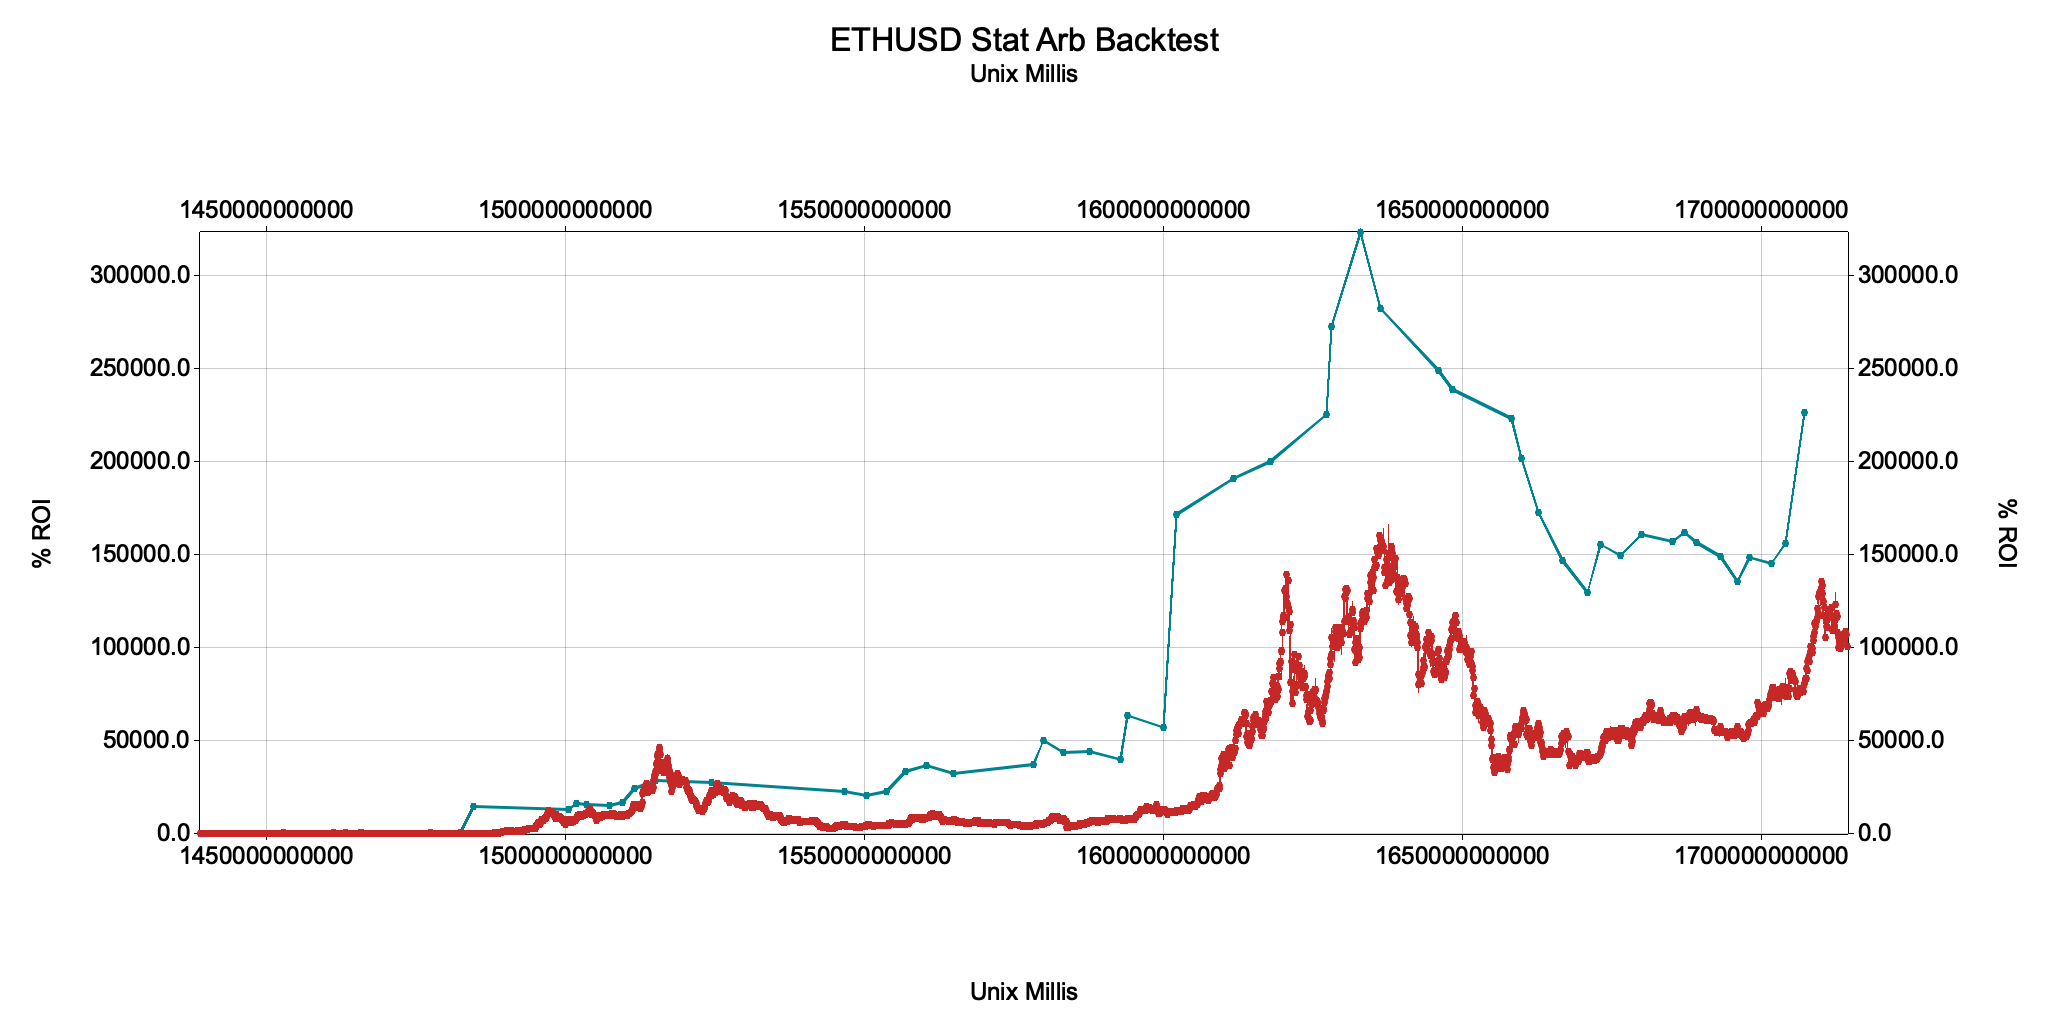 ETHUSD Stat Arb Backtest
Unix Millis
1450000000000 1500000000000 1550000000000 1600000000000 1650000000000 1700000000000
300000.0 300000.0
250000.0 250000.0
200000.0 200000.0
% ROI % ROI
150000.0 150000.0
100000.0 100000.0
50000.0 50000.0
0.0 0.0
1450000000000 1500000000000 1550000000000 1600000000000 1650000000000 1700000000000
Unix Millis